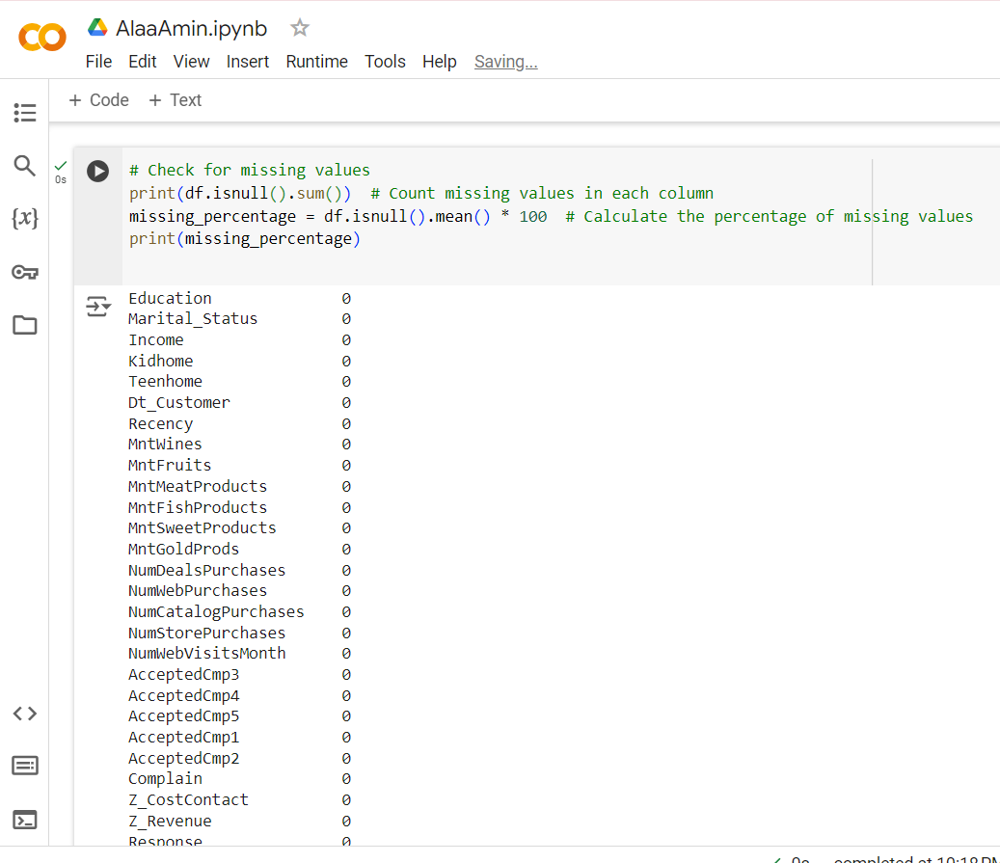 AlaaAmin.ipynb
File Edit View Insert Runtime Tools Help Saving...
+ Code + Text
0s
# Check for missing values
print(df.isnull().sum())  # Count missing values in each column
missing_percentage = df.isnull().mean() * 100  # Calculate the percentage of missing values
print(missing_percentage)
{x}
Education 0
Marital_Status 0
Income 0
Kidhome 0
Teenhome 0
Dt_Customer 0
Recency 0
MntWines 0
MntFruits 0
MntMeatProducts 0
MntFishProducts 0
MntSweetProducts 0
MntGoldProds 0
NumDealsPurchases 0
NumWebPurchases 0
NumCatalogPurchases 0
NumStorePurchases 0
NumWebVisitsMonth 0
AcceptedCmp3 0
AcceptedCmp4 0
AcceptedCmp5 0
AcceptedCmp1 0
AcceptedCmp2 0
Complain 0
Z_CostContact 0
Z_Revenue 0
Response 0
0s completed at 10:18 PM